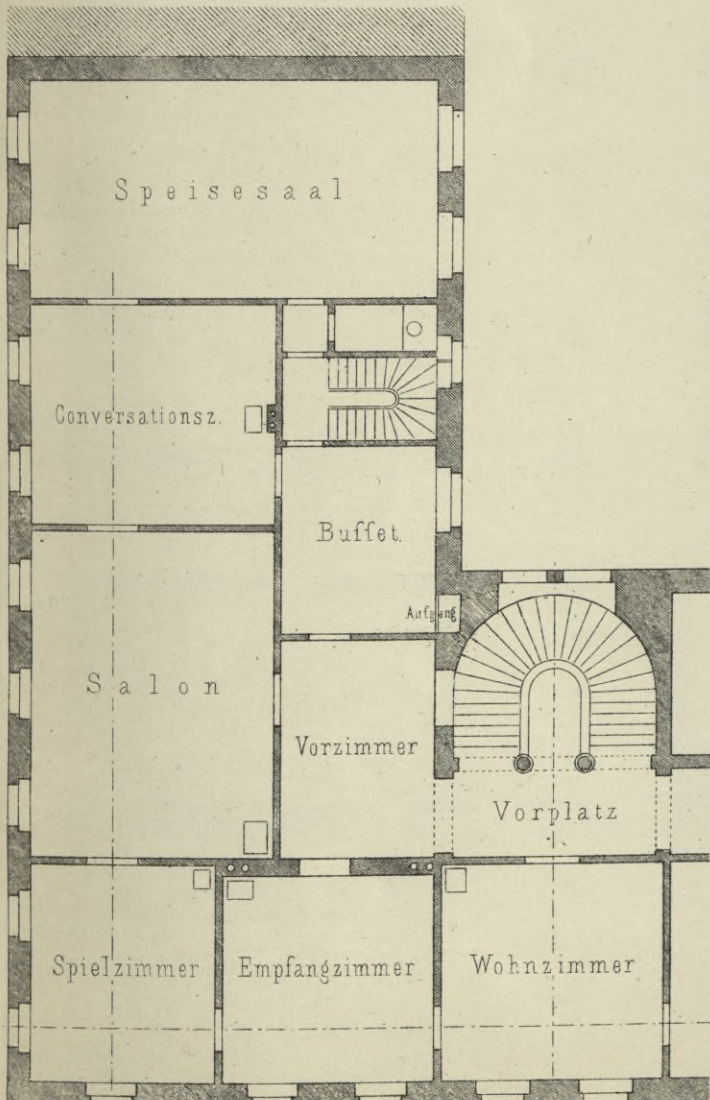 Speisesaal
Conversationsz.
Buffet.
Aufgang
Salon
Vorzimmer
Vorplatz
Spielzimmer
Empfangzimmer
Wohnzimmer